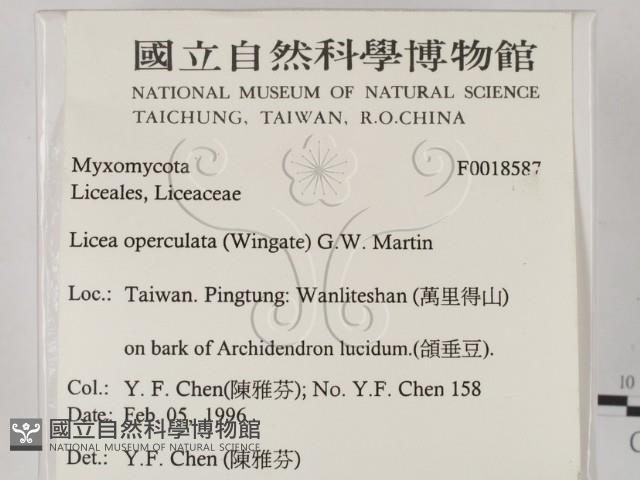 國立自然科學博物館
NATIONAL MUSEUM OF NATURAL SCIENCE
TAICHUNG, TAIWAN, R.O.CHINA
Myxomycota F0018587
Liceales, Liceaceae
Licea operculata (Wingate) G.W. Martin
Loc.: Taiwan. Pingtung: Wanliteshan (萬里得山)
on bark of Archidendron lucidum.(頷垂豆).
Col.: Y. F. Chen(陳雅芬); No. Y.F. Chen 158
Date: Feb. 05, 1996
國立自然科學博物館
NATIONAL MUSEUM OF NATURAL SCIENCE
Det.: Y.F. Chen (陳雅芬)
10